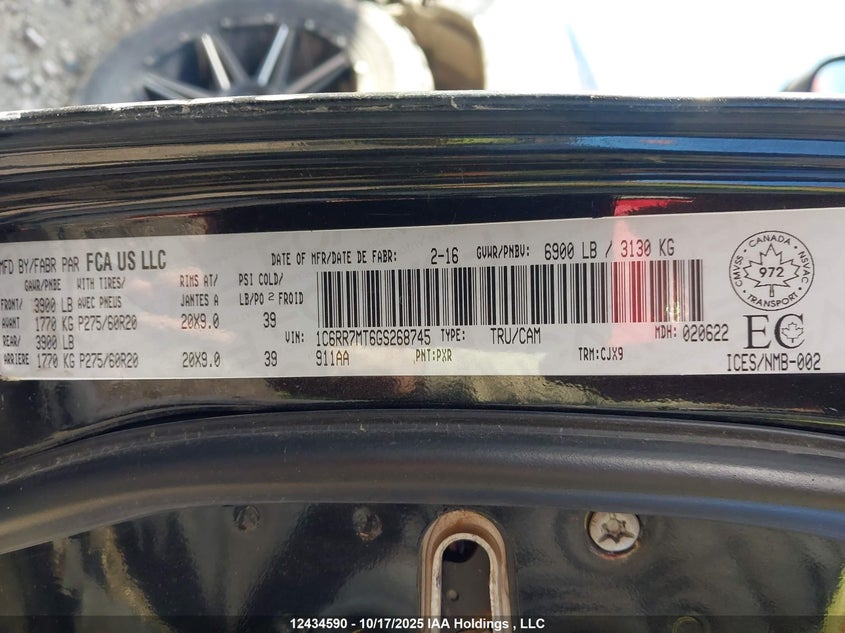 MFD BY/FABR PAR FCA US LLC
DATE OF MFR/DATE DE FABR: 2-16 GVWR/PNBV: 6900 LB / 3130 KG
GAWR/PNBE WITH TIRES/ RIMS AT/ PSI COLD/
FRONT/ 3900 LB AVEC PNEUS JANTES A LB/PO 2 FROID
AVANT 1770 KG P275/60R20 20X9.0 39
REAR/ 3900 LB
ARRIERE 1770 KG P275/60R20 20X9.0 39
VIN: 1C6RR7MT6GS268745 TYPE: TRU/CAM MDH: 020622
911AA PNT:PXR TRM:CJX9
CANADA
CMVSS 972 NSVAC
TRANSPORT
EC
ICES/NMB-002
12434590 - 10/17/2025 IAA Holdings , LLC